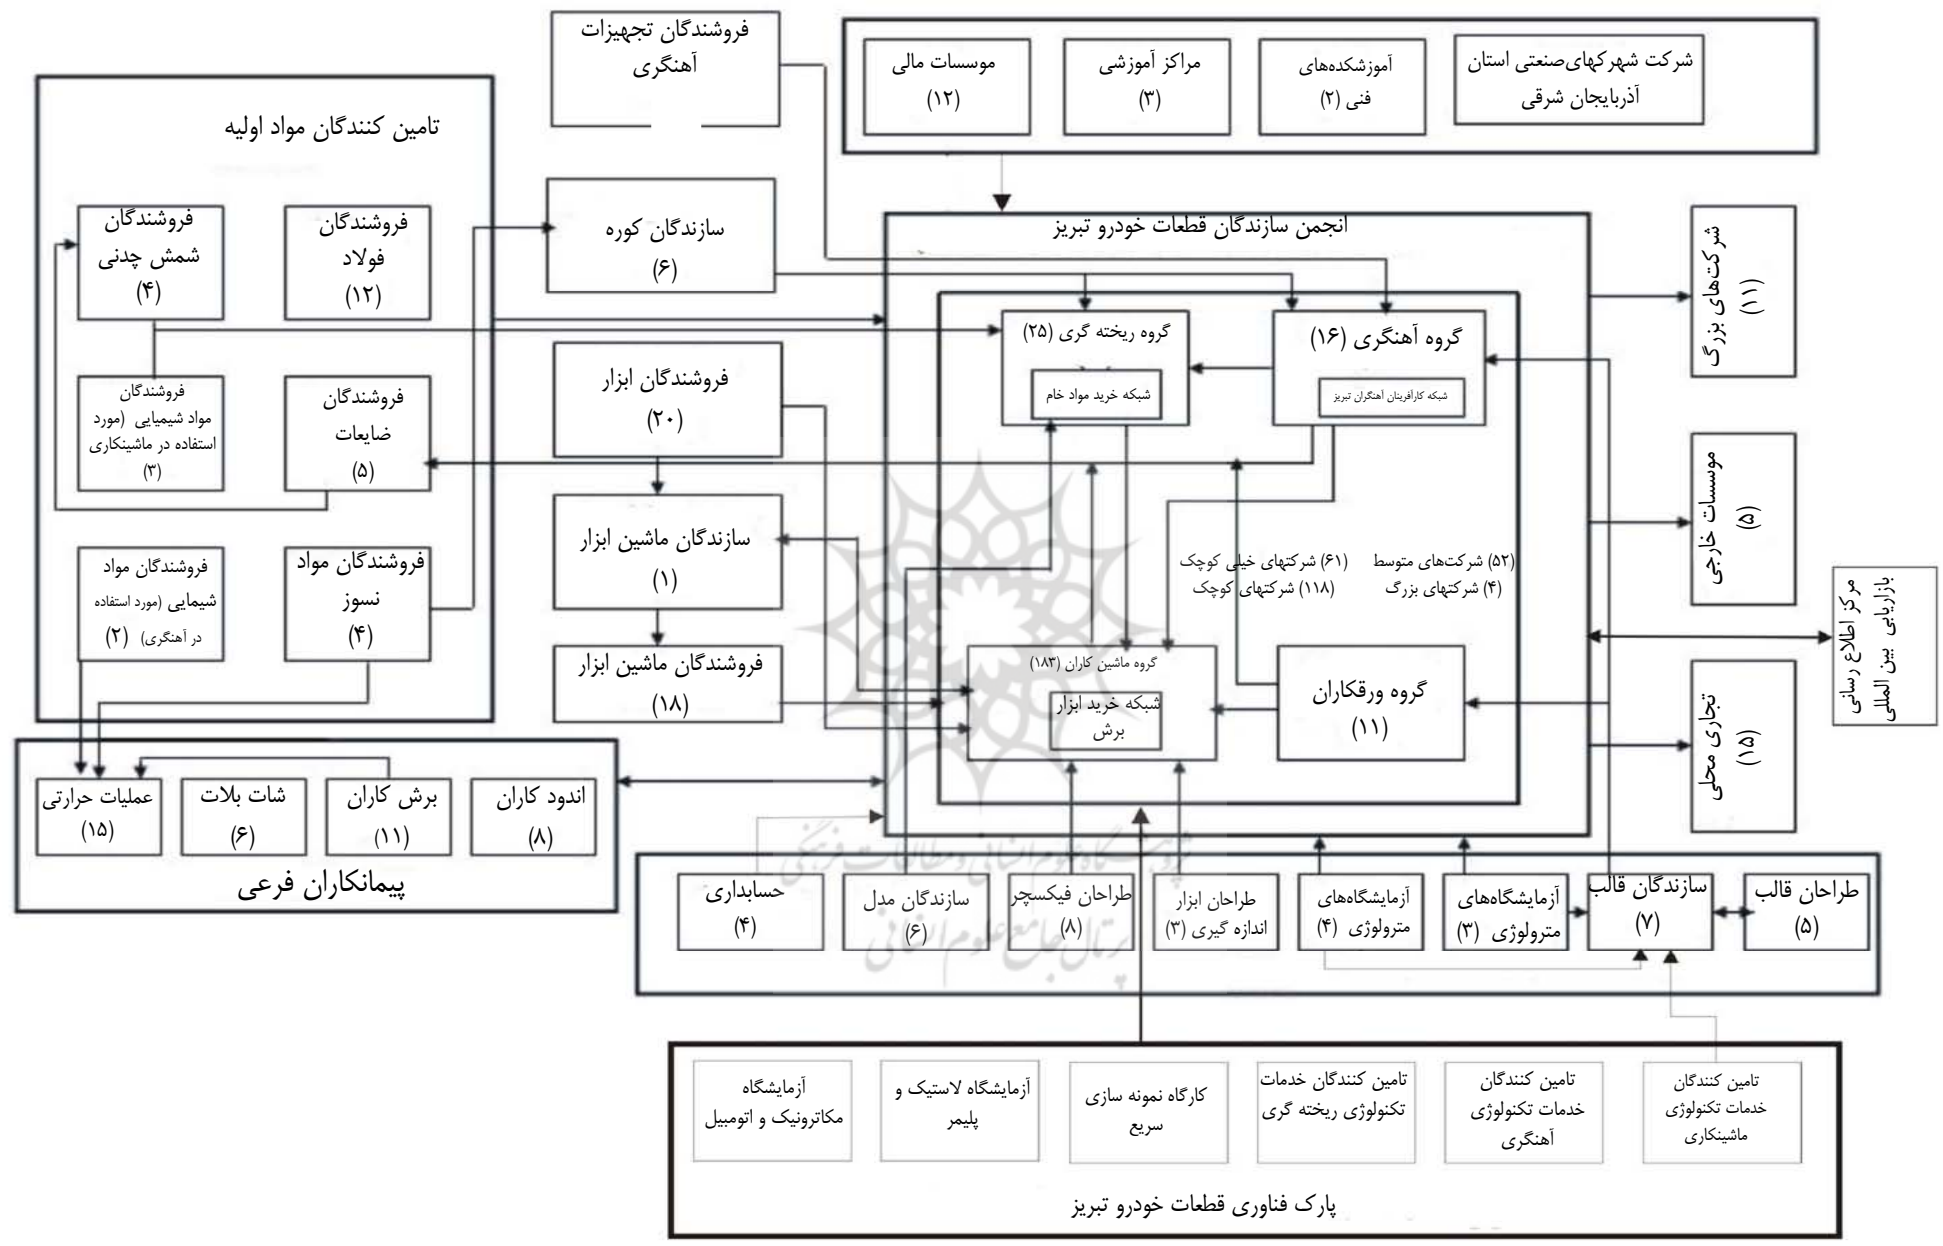 فروشندگان تجهیزات
آهنگری
شرکت شهرکهای‌صنعتی استان
آذربایجان شرقی
آموزشکده‌های
فنی (۲)
مراکز آموزشی
(۳)
موسسات مالی
(۱۲)
تامین کنندگان مواد اولیه
فروشندگان
فولاد
(۱۲)
فروشندگان
شمش چدنی
(۴)
فروشندگان
ضایعات
(۵)
فروشندگان
مواد شیمیایی (مورد
استفاده در ماشینکاری
(۳)
فروشندگان مواد
نسوز
(۴)
فروشندگان مواد
شیمایی (مورد استفاده
در آهنگری) (۲)
سازندگان کوره
(۶)
فروشندگان ابزار
(۲۰)
سازندگان ماشین ابزار
(۱)
فروشندگان ماشین ابزار
(۱۸)
انجمن سازندگان قطعات خودرو تبریز
گروه آهنگری (۱۶)
شبکه کارآفرینان آهنگران تبریز
گروه ریخته گری (۲۵)
شبکه خرید مواد خام
(۵۲) شرکت‌های متوسط
(۶۱) شرکتهای خیلی کوچک
(۴) شرکتهای بزرگ
(۱۱۸) شرکتهای کوچک
گروه ورقکاران
(۱۱)
گروه ماشین کاران (۱۸۳)
شبکه خرید ابزار
برش
شرکت‌های بزرگ
(۱۱)
موسسات خارجی
(۵)
تجاری محلی
(۱۵)
مرکز اطلاع رسانی
بازاریابی بین المللی
اندود کاران
(۸)
برش کاران
(۱۱)
شات بلات
(۶)
عملیات حرارتی
(۱۵)
پیمانکاران فرعی
طراحان قالب
(۵)
سازندگان قالب
(۷)
آزمایشگاه‌های
مترولوژی (۳)
آزمایشگاه‌های
مترولوژی (۴)
طراحان ابزار
اندازه گیری (۳)
طراحان فیکسچر
(۸)
سازندگان مدل
(۶)
حسابداری
(۴)
پژوهشگاه علوم انسانی و مطالعات فرهنگی
پرتال جامع علوم انسانی
تامین کنندگان
خدمات تکنولوژی
ماشینکاری
تامین کنندگان
خدمات تکنولوژی
آهنگری
تامین کنندگان خدمات
تکنولوژی ریخته گری
کارگاه نمونه سازی
سریع
آزمایشگاه لاستیک و
پلیمر
آزمایشگاه
مکاترونیک و اتومبیل
پارک فناوری قطعات خودرو تبریز